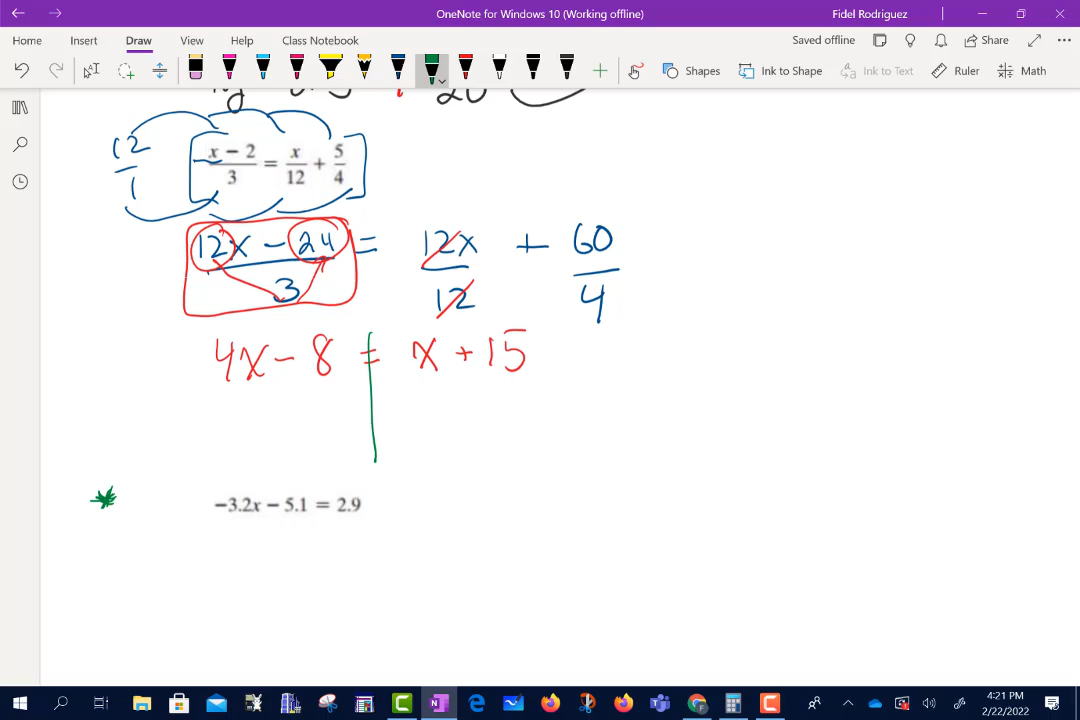 OneNote for Windows 10 (Working offline)
Fidel Rodriguez
Home Insert Draw View Help Class Notebook
Saved offline
Share
Shapes
Ink to Shape
Ink to Text
Ruler
Math
20
12/1 [(x − 2)/3 = x/12 + 5/4]
(12x − 24)/3 = 12x/12 + 60/4
4x − 8 = x + 15
−3.2x − 5.1 = 2.9
4:21 PM
2/22/2022